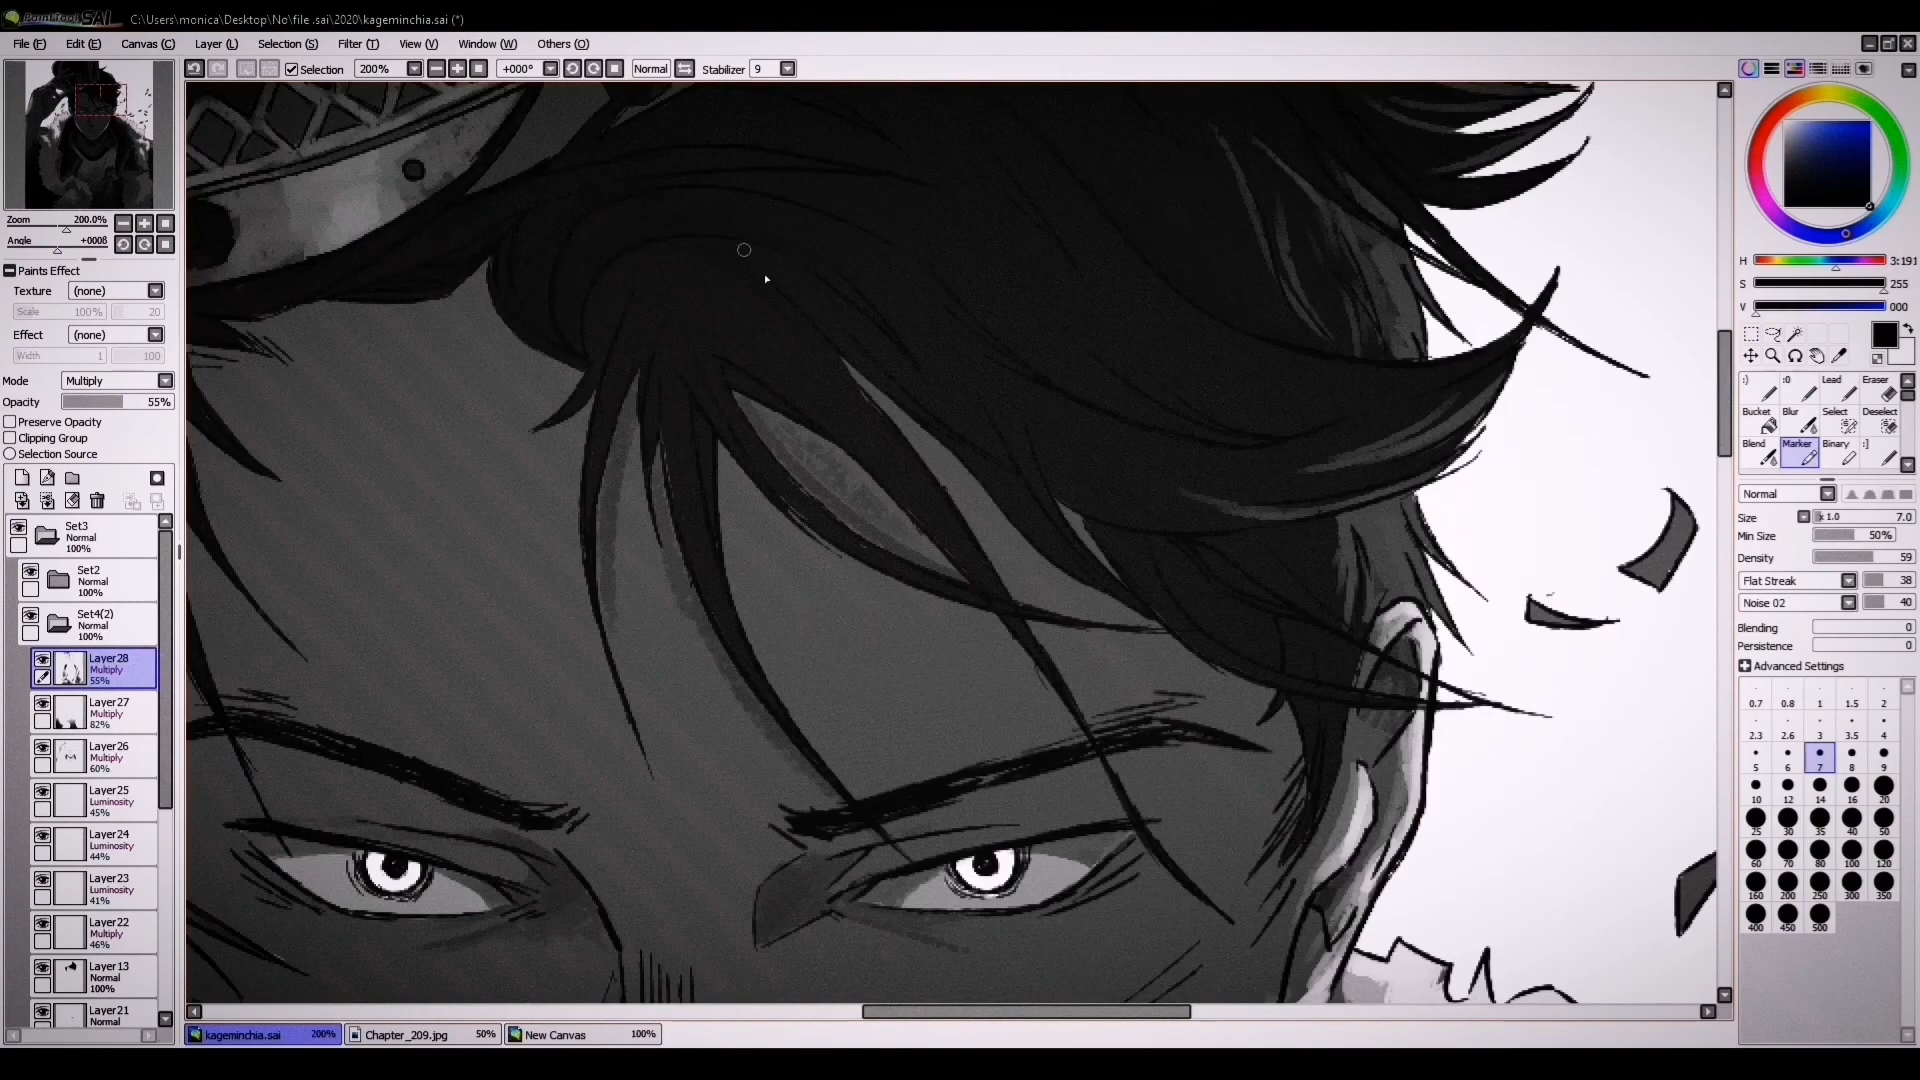 PaintTool SAI C:\Users\monica\Desktop\No\file .sai\2020\kageminchia.sai (*)
File (F) Edit (E) Canvas (C) Layer (L) Selection (S) Filter (T) View (V) Window (W) Others (O)
Selection 200% +000° Normal Stabilizer 9
Zoom 200.0%
Angle +000ß
Paints Effect
Texture (none)
Scale 100% 20
Effect (none)
Width 1 100
Mode Multiply
Opacity 55%
Preserve Opacity
Clipping Group
Selection Source
Set3
Normal
100%
Set2
Normal
100%
Set4(2)
Normal
100%
Layer28
Multiply
55%
Layer27
Multiply
82%
Layer26
Multiply
60%
Layer25
Luminosity
45%
Layer24
Luminosity
44%
Layer23
Luminosity
41%
Layer22
Multiply
46%
Layer13
Normal
100%
Layer21
Normal
kageminchia.sai 200% Chapter_209.jpg 50% New Canvas 100%
H 3:191
S 255
V 000
:) :0 Lead Eraser
Bucket Blur Select Deselect
Blend Marker Binary :]
Normal
Size x 1.0 7.0
Min Size 50%
Density 59
Flat Streak 38
Noise 02 40
Blending 0
Persistence 0
Advanced Settings
0.7 0.8 1 1.5 2
2.3 2.6 3 3.5 4
5 6 7 8 9
10 12 14 16 20
25 30 35 40 50
60 70 80 100 120
160 200 250 300 350
400 450 500